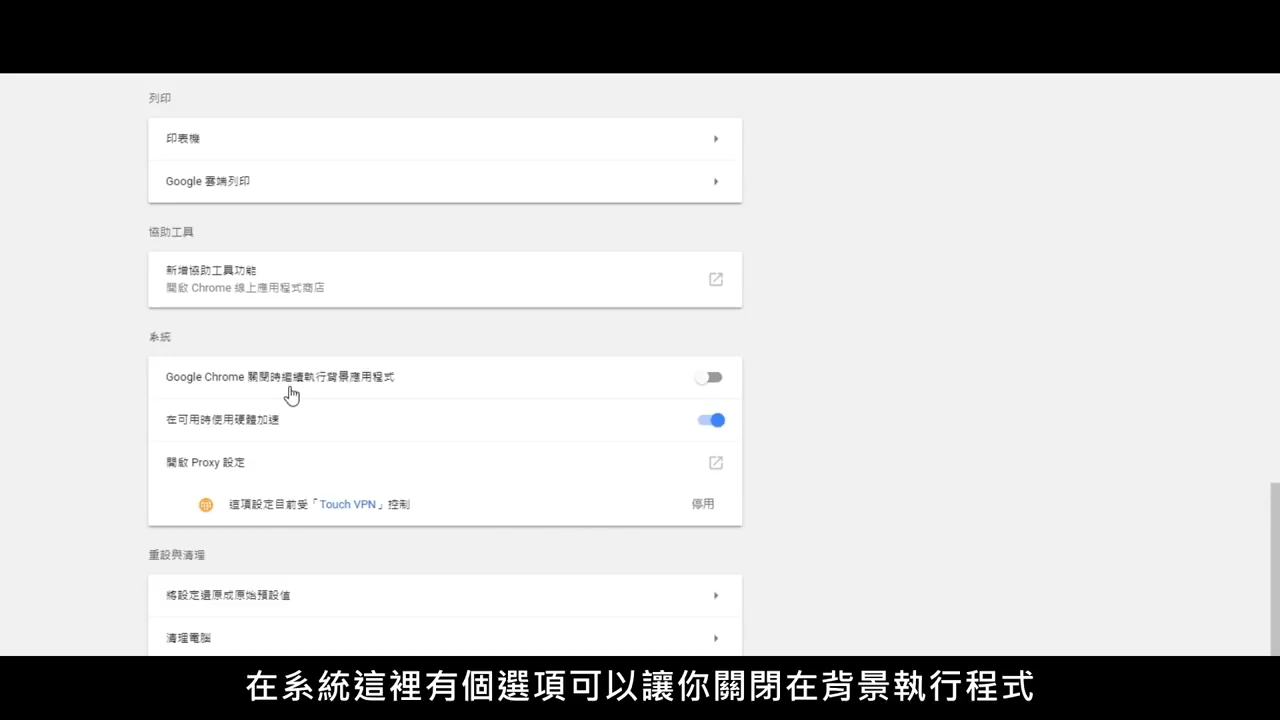 列印
印表機
Google 雲端列印
協助工具
新增協助工具功能
開啟 Chrome 線上應用程式商店
系統
Google Chrome 關閉時繼續執行背景應用程式
在可用時使用硬體加速
開啟 Proxy 設定
這項設定目前受「Touch VPN」控制
停用
重設與清理
將設定還原成原始預設值
清理電腦
在系統這裡有個選項可以讓你關閉在背景執行程式